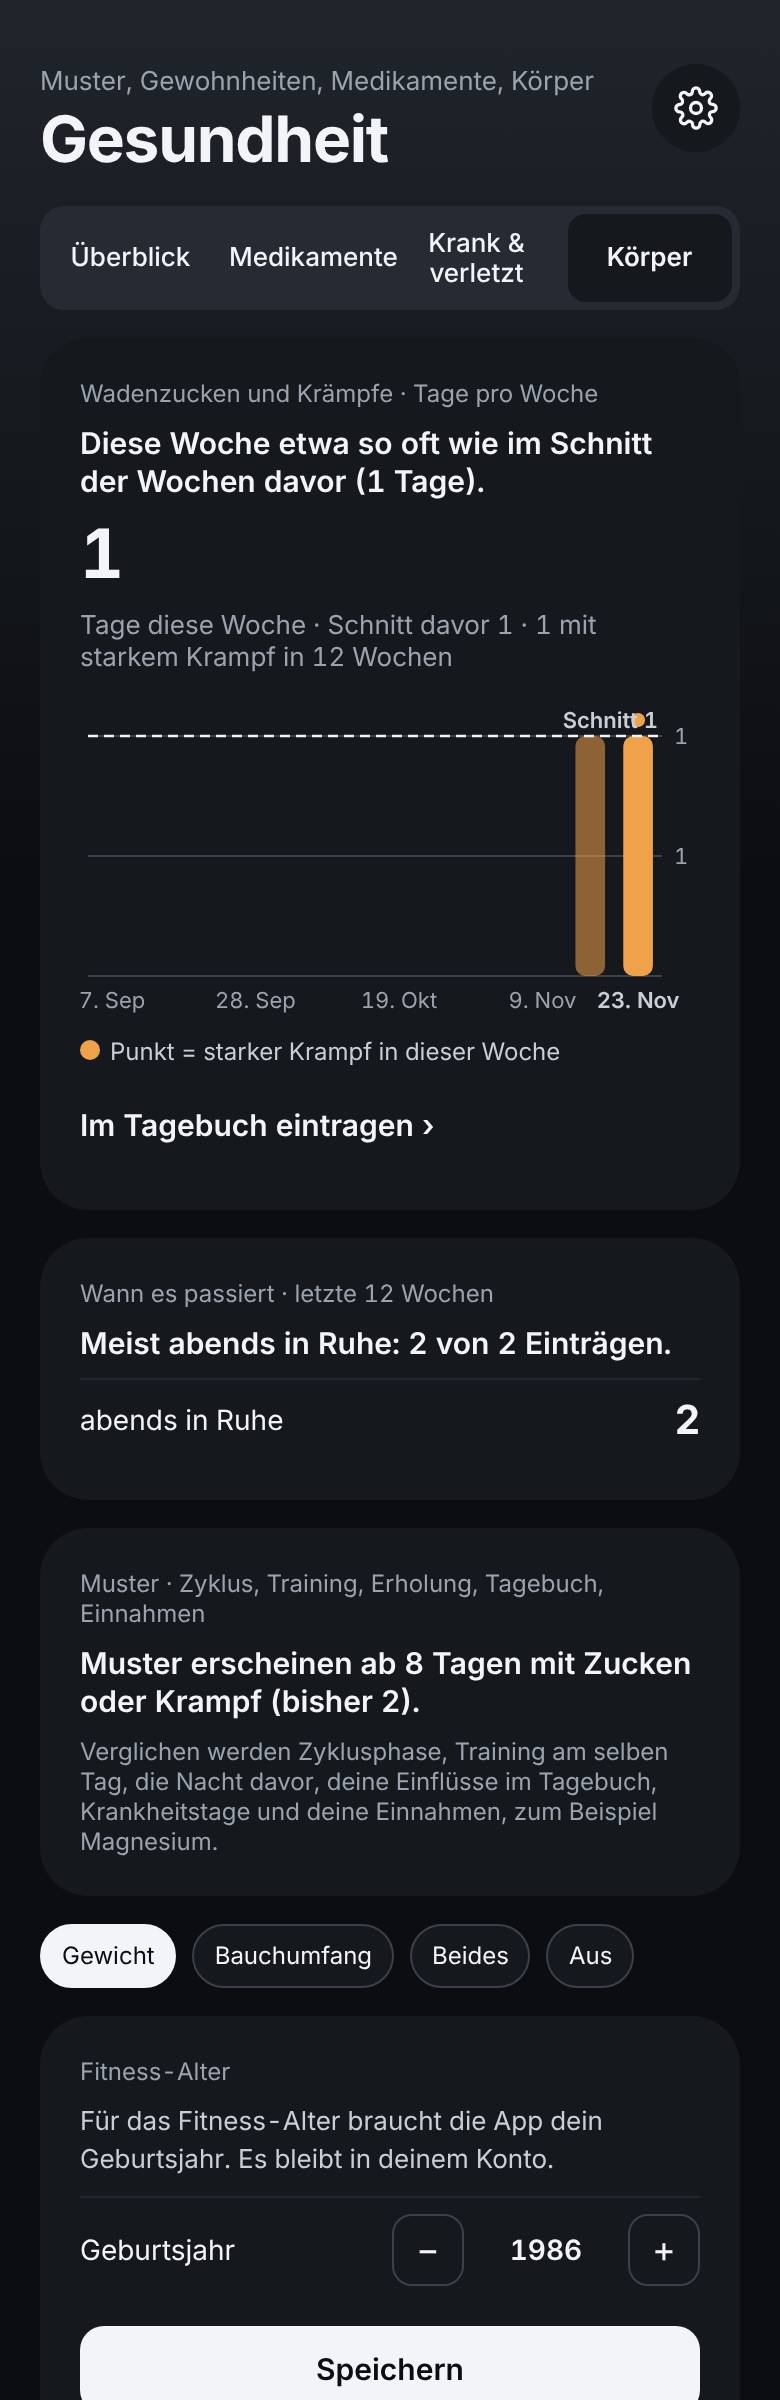 Muster, Gewohnheiten, Medikamente, Körper
Gesundheit
Überblick
Medikamente
Krank &
verletzt
Körper
Wadenzucken und Krämpfe · Tage pro Woche
Diese Woche etwa so oft wie im Schnitt
der Wochen davor (1 Tage).
1
Tage diese Woche · Schnitt davor 1 · 1 mit
starkem Krampf in 12 Wochen
Schnitt 1
1
1
7. Sep
28. Sep
19. Okt
9. Nov
23. Nov
Punkt = starker Krampf in dieser Woche
Im Tagebuch eintragen ›
Wann es passiert · letzte 12 Wochen
Meist abends in Ruhe: 2 von 2 Einträgen.
abends in Ruhe
2
Muster · Zyklus, Training, Erholung, Tagebuch,
Einnahmen
Muster erscheinen ab 8 Tagen mit Zucken
oder Krampf (bisher 2).
Verglichen werden Zyklusphase, Training am selben
Tag, die Nacht davor, deine Einflüsse im Tagebuch,
Krankheitstage und deine Einnahmen, zum Beispiel
Magnesium.
Gewicht
Bauchumfang
Beides
Aus
Fitness-Alter
Für das Fitness-Alter braucht die App dein
Geburtsjahr. Es bleibt in deinem Konto.
Geburtsjahr
−
1986
+
Speichern